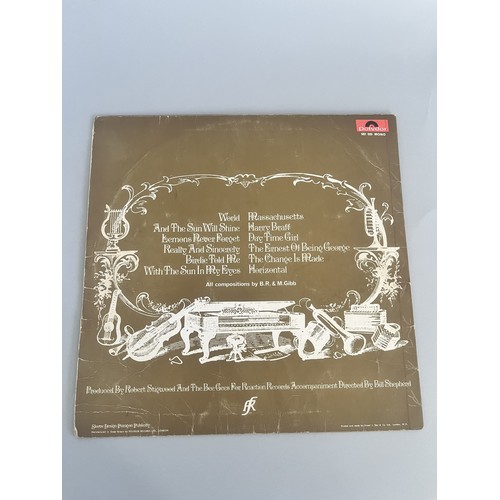 Polydor
World Massachusetts
And The Sun Will Shine Harry Braff
Lemons Never Forget Day Time Girl
Really And Sincerely The Ernest Of Being George
Birdie Told Me The Change Is Made
With The Sun In My Eyes Horizontal
All compositions by B.R. & M.Gibb
Produced By Robert Stigwood And The Bee Gees For Reaction Records Accompaniment Directed By Bill Shepherd